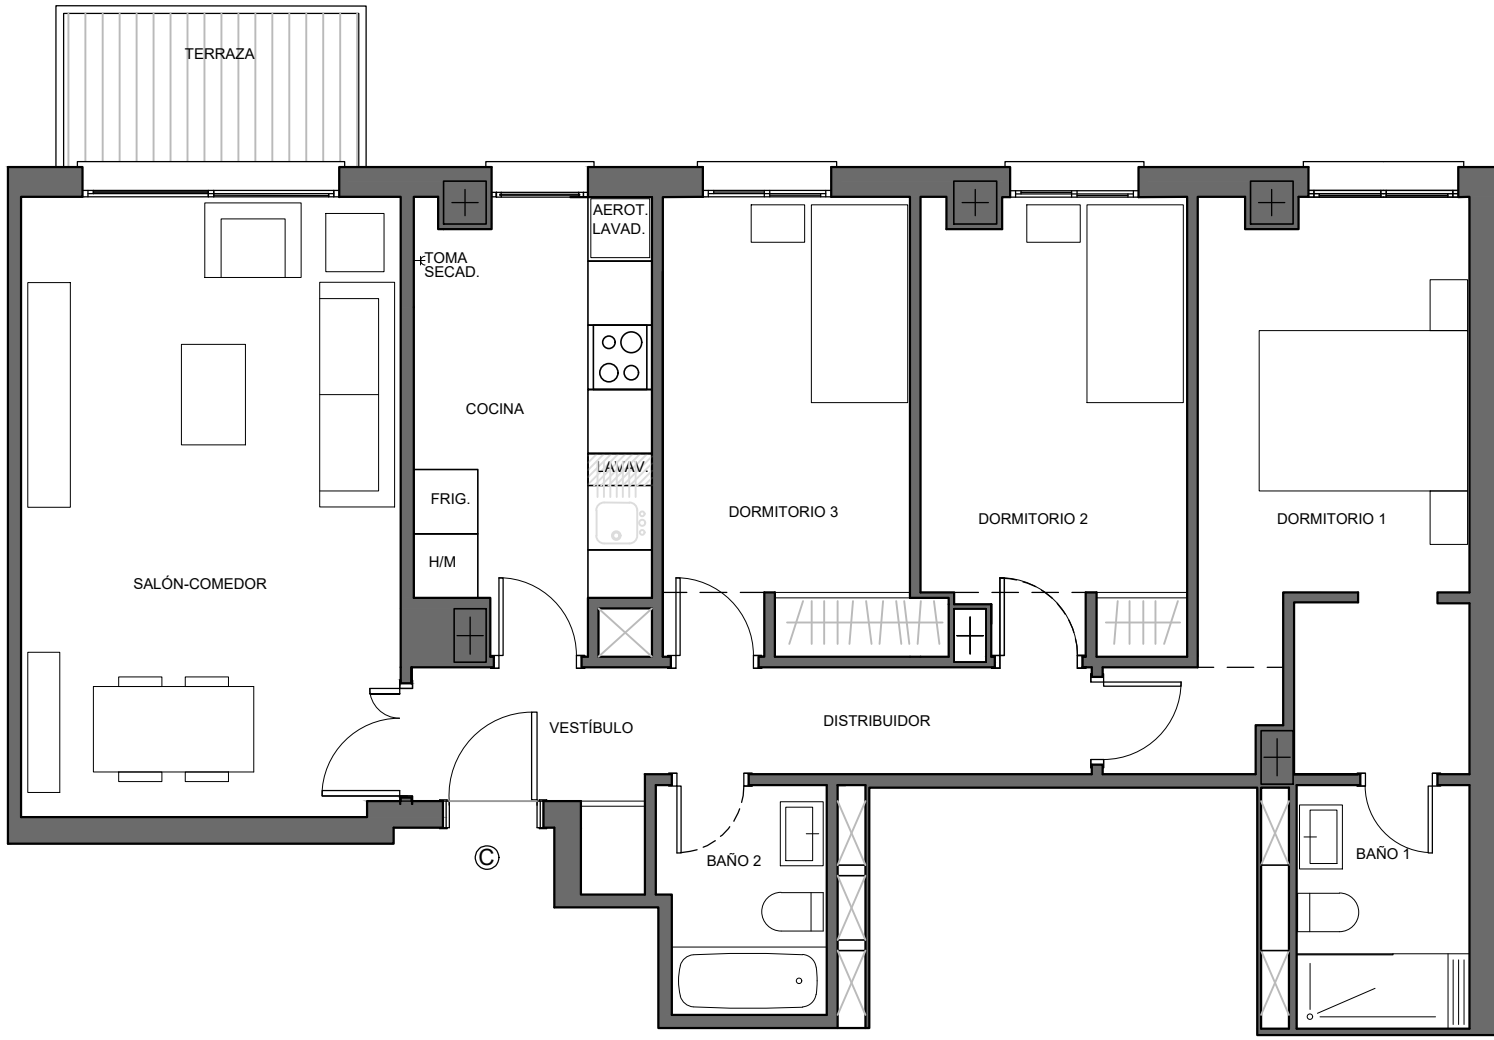 TERRAZA
AEROT.
LAVAD.
TOMA
SECAD.
COCINA
LAVAV.
FRIG.
DORMITORIO 3
DORMITORIO 2
DORMITORIO 1
H/M
SALÓN-COMEDOR
VESTÍBULO
DISTRIBUIDOR
C
BAÑO 2
BAÑO 1